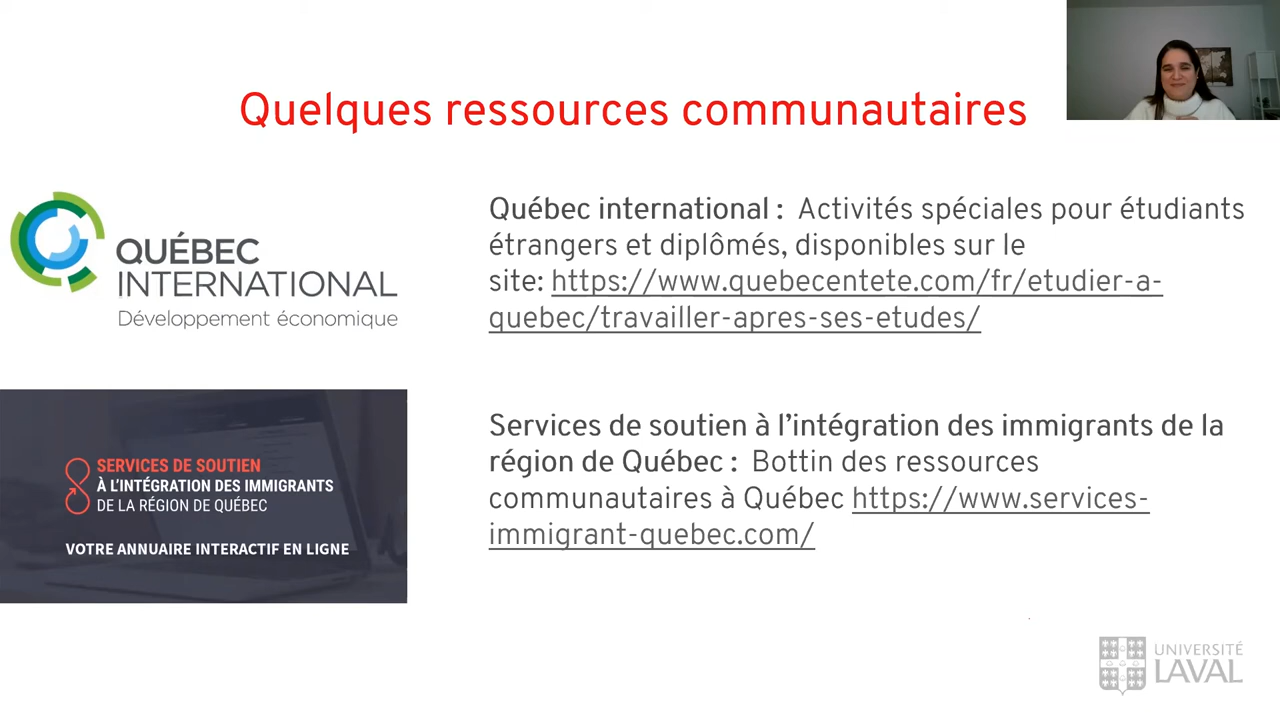 Quelques ressources communautaires
QUÉBEC
INTERNATIONAL
Développement économique
Québec international : Activités spéciales pour étudiants
étrangers et diplômés, disponibles sur le
site: https://www.quebecentete.com/fr/etudier-a-
quebec/travailler-apres-ses-etudes/
SERVICES DE SOUTIEN
À L'INTÉGRATION DES IMMIGRANTS
DE LA RÉGION DE QUÉBEC
VOTRE ANNUAIRE INTERACTIF EN LIGNE
Services de soutien à l’intégration des immigrants de la
région de Québec : Bottin des ressources
communautaires à Québec https://www.services-
immigrant-quebec.com/
UNIVERSITÉ
LAVAL